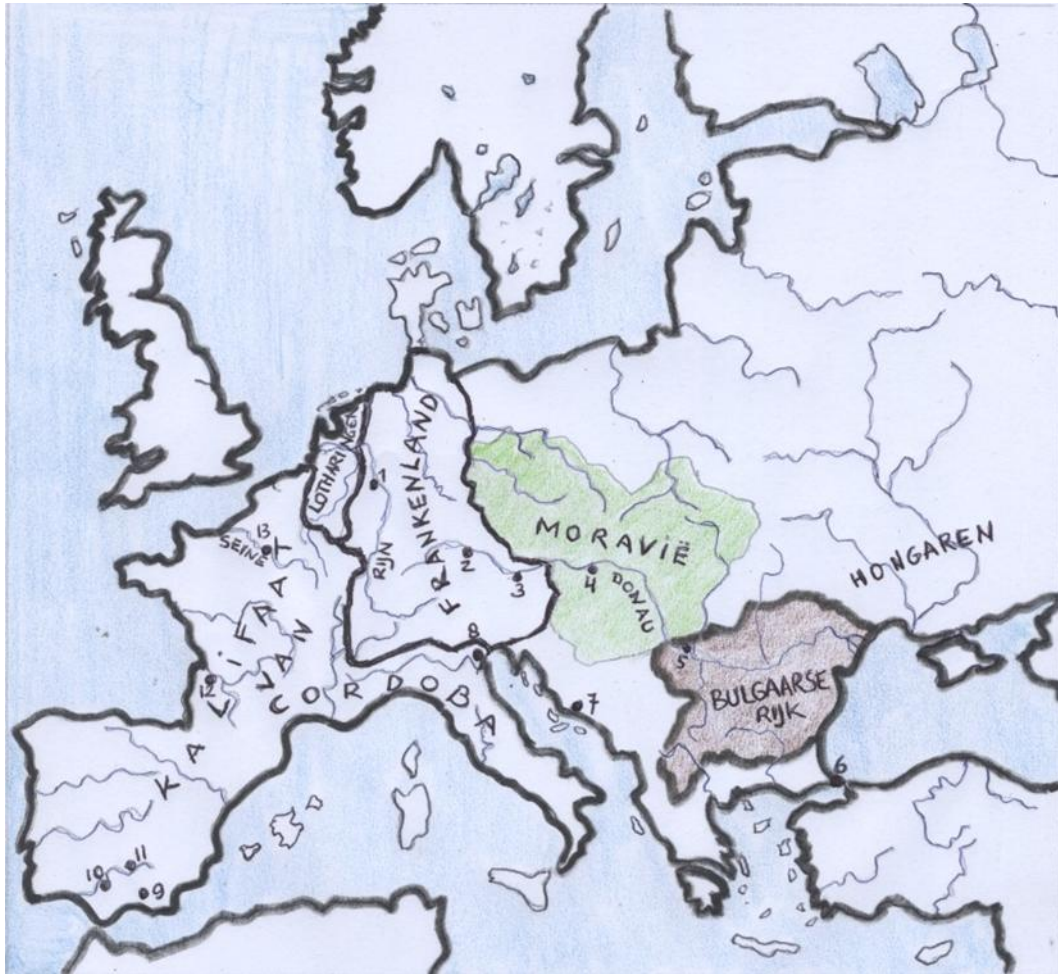 LOTHARINGEN
1
FRANKENLAND
RIJN
13
SEINE
2
3
MORAVIË
4
DONAU
HONGAREN
KALiFAAT
VAN
CORDOBA
8
12
5
BULGAARSE
RIJK
7
6
11
10
9